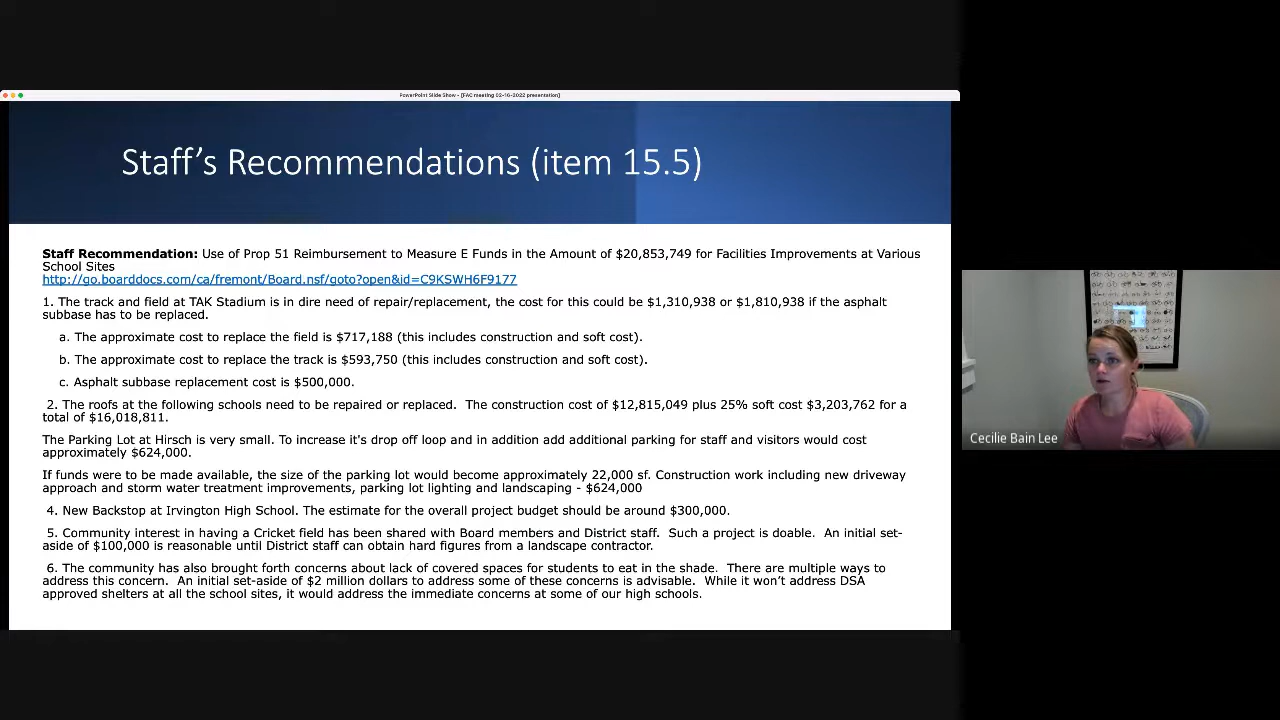 PowerPoint Slide Show - [FAC meeting 02-16-2022 presentation]
Staff's Recommendations (item 15.5)
Staff Recommendation: Use of Prop 51 Reimbursement to Measure E Funds in the Amount of $20,853,749 for Facilities Improvements at Various
School Sites
http://go.boarddocs.com/ca/fremont/Board.nsf/goto?open&id=C9KSWH6F9177
1. The track and field at TAK Stadium is in dire need of repair/replacement, the cost for this could be $1,310,938 or $1,810,938 if the asphalt
subbase has to be replaced.
a. The approximate cost to replace the field is $717,188 (this includes construction and soft cost).
b. The approximate cost to replace the track is $593,750 (this includes construction and soft cost).
c. Asphalt subbase replacement cost is $500,000.
2. The roofs at the following schools need to be repaired or replaced. The construction cost of $12,815,049 plus 25% soft cost $3,203,762 for a
total of $16,018,811.
The Parking Lot at Hirsch is very small. To increase it's drop off loop and in addition add additional parking for staff and visitors would cost
approximately $624,000.
If funds were to be made available, the size of the parking lot would become approximately 22,000 sf. Construction work including new driveway
approach and storm water treatment improvements, parking lot lighting and landscaping - $624,000
4. New Backstop at Irvington High School. The estimate for the overall project budget should be around $300,000.
5. Community interest in having a Cricket field has been shared with Board members and District staff. Such a project is doable. An initial set-
aside of $100,000 is reasonable until District staff can obtain hard figures from a landscape contractor.
6. The community has also brought forth concerns about lack of covered spaces for students to eat in the shade. There are multiple ways to
address this concern. An initial set-aside of $2 million dollars to address some of these concerns is advisable. While it won't address DSA
approved shelters at all the school sites, it would address the immediate concerns at some of our high schools.
Cecilie Bain Lee